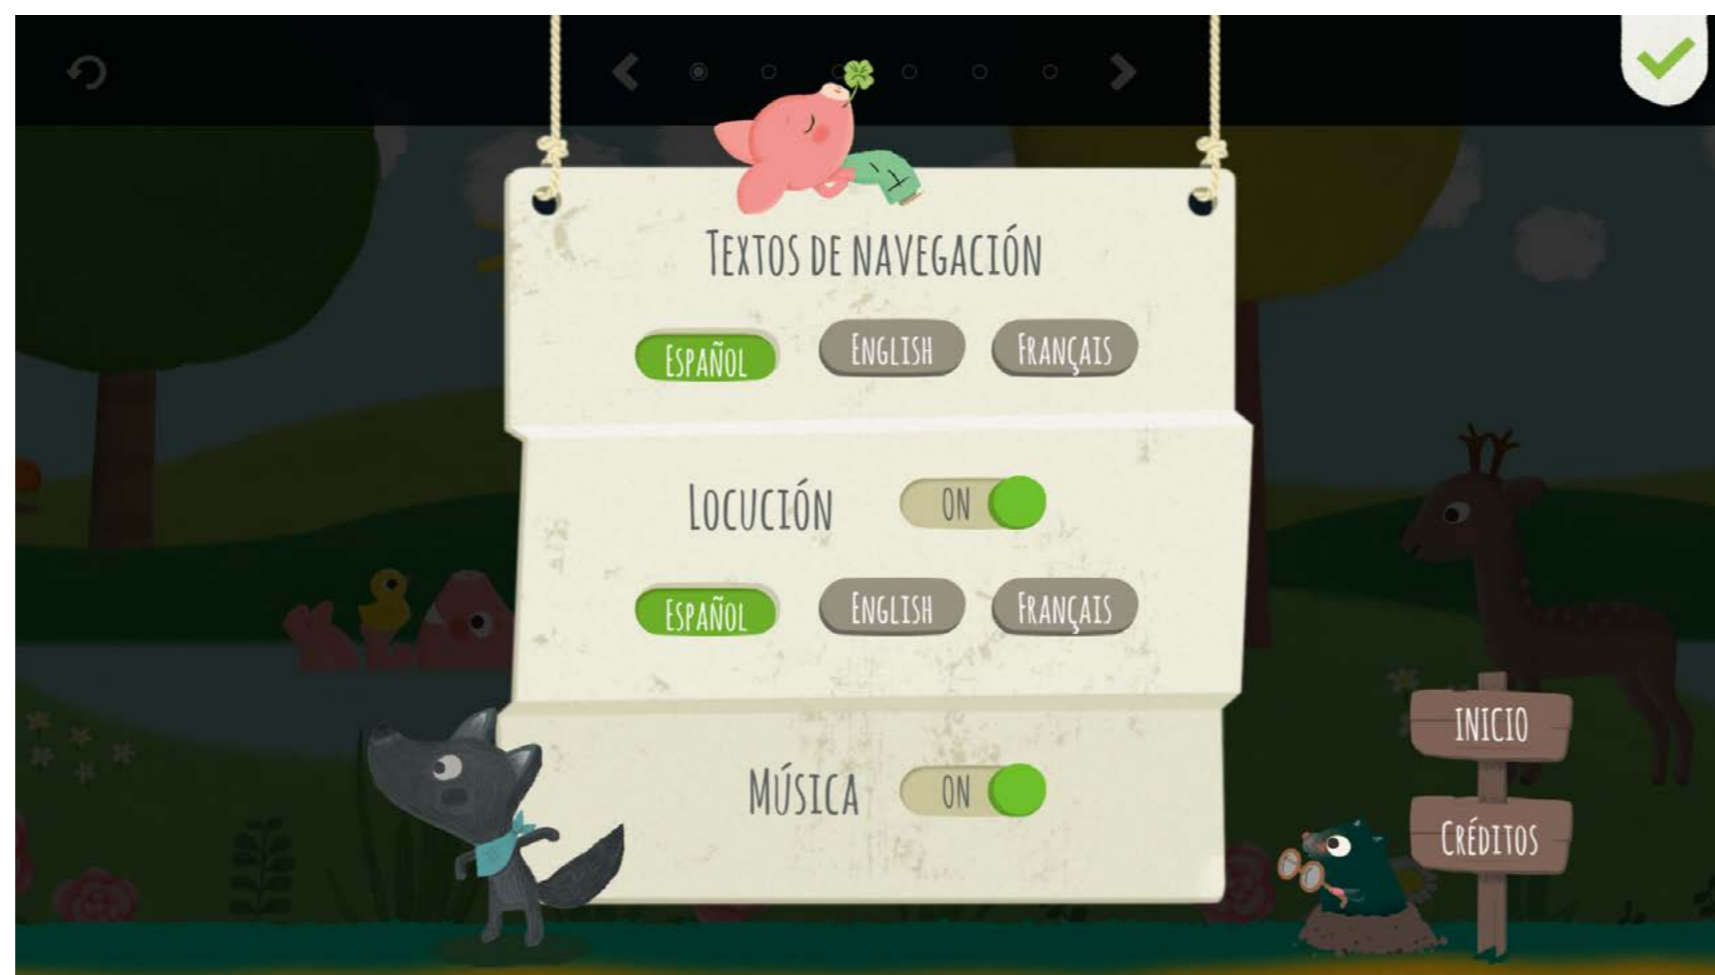 TEXTOS DE NAVEGACIÓN
ESPAÑOL ENGLISH FRANÇAIS
LOCUCIÓN ON
ESPAÑOL ENGLISH FRANÇAIS
MÚSICA ON
INICIO
CRÉDITOS